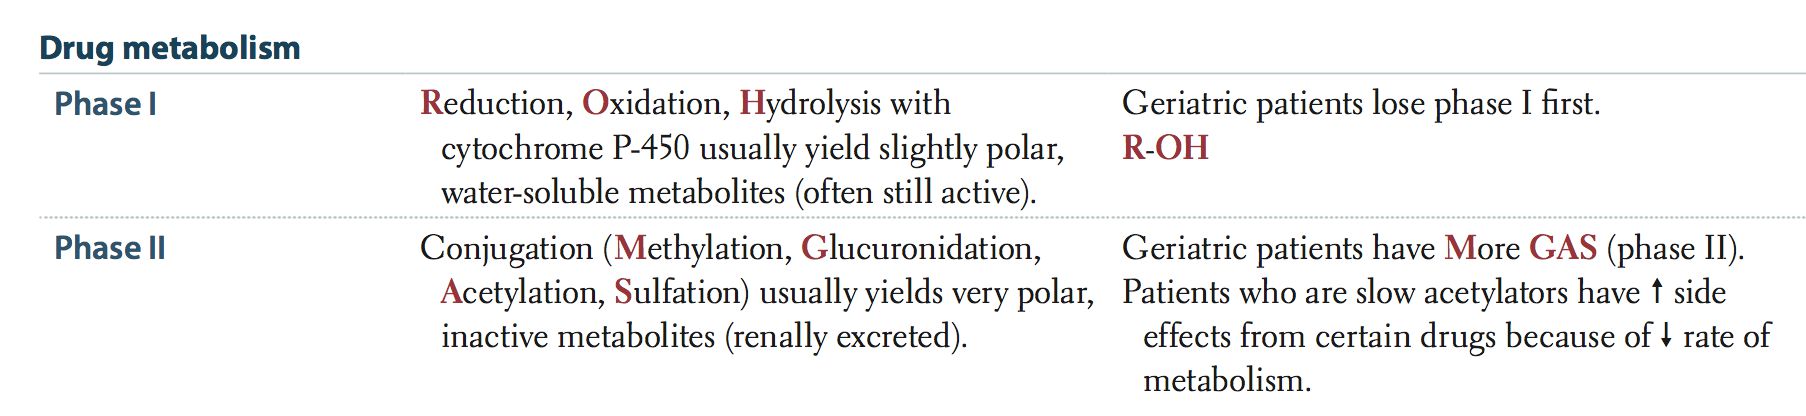 Drug metabolism
Phase I
Reduction, Oxidation, Hydrolysis with
cytochrome P-450 usually yield slightly polar,
water-soluble metabolites (often still active).
Geriatric patients lose phase I first.
R-OH
Phase II
Conjugation (Methylation, Glucuronidation,
Acetylation, Sulfation) usually yields very polar,
inactive metabolites (renally excreted).
Geriatric patients have More GAS (phase II).
Patients who are slow acetylators have ↑ side
effects from certain drugs because of ↓ rate of
metabolism.